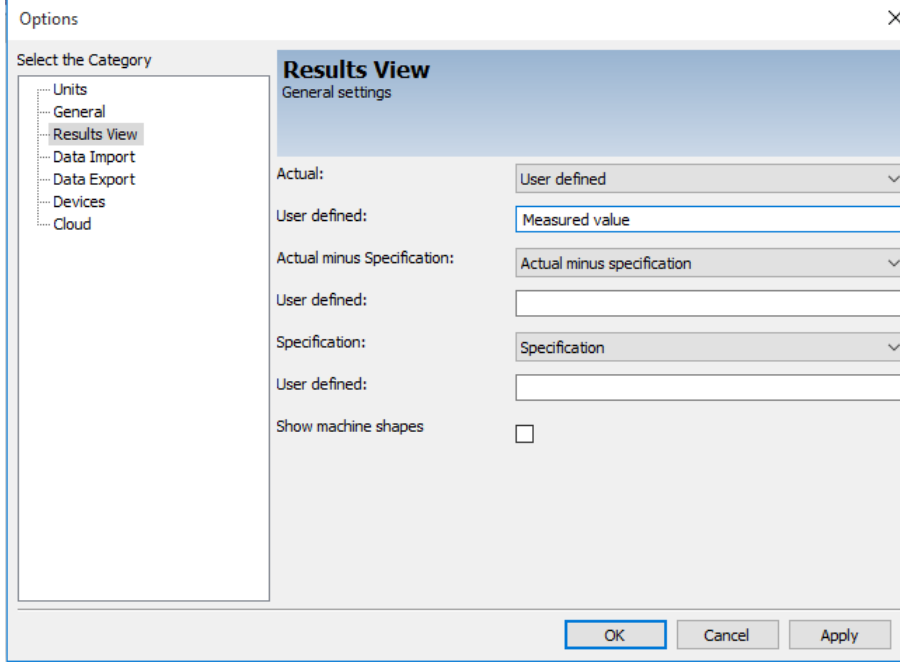 Options
Select the Category
Units
General
Results View
Data Import
Data Export
Devices
Cloud
Results View
General settings
Actual:
User defined
User defined:
Measured value
Actual minus Specification:
Actual minus specification
User defined:
Specification:
Specification
User defined:
Show machine shapes
OK
Cancel
Apply